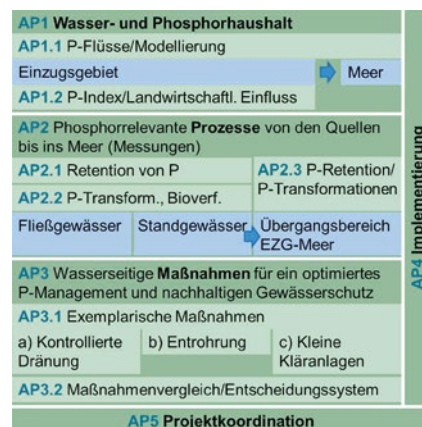 AP1 Wasser- und Phosphorhaushalt
AP1.1 P-Flüsse/Modellierung
Einzugsgebiet
Meer
AP1.2 P-Index/Landwirtschaftl. Einfluss
AP2 Phosphorrelevante Prozesse von den Quellen
bis ins Meer (Messungen)
AP2.1 Retention von P
AP2.2 P-Transform., Bioverf.
AP2.3 P-Retention/
P-Transformationen
Fließgewässer
Standgewässer
Übergangsbereich
EZG-Meer
AP3 Wasserseitige Maßnahmen für ein optimiertes
P-Management und nachhaltigen Gewässerschutz
AP3.1 Exemplarische Maßnahmen
a) Kontrollierte
Dränung
b) Entrohrung
c) Kleine
Kläranlagen
AP3.2 Maßnahmenvergleich/Entscheidungssystem
AP4 Implementierung
AP5 Projektkoordination